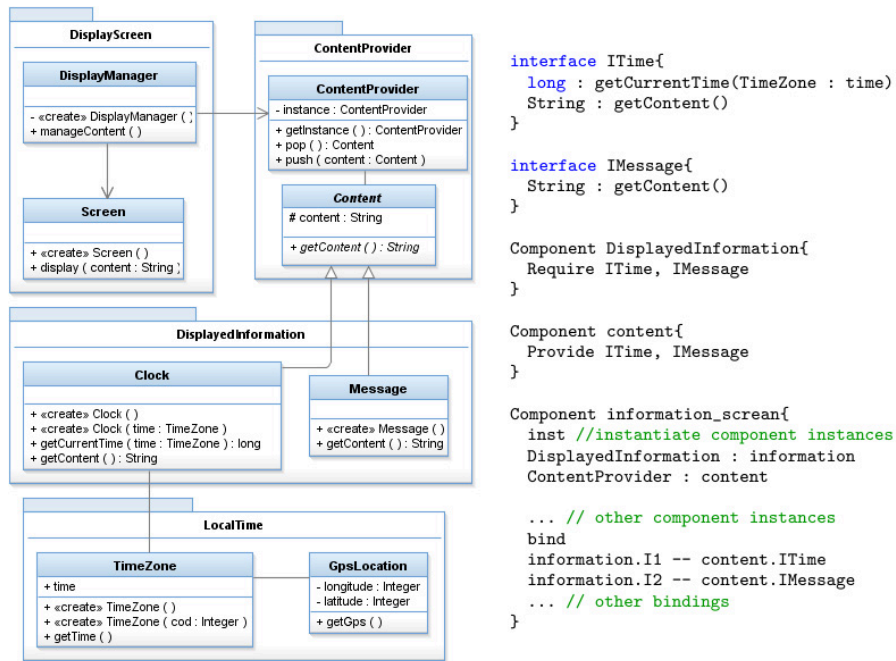 DisplayScreen
DisplayManager
- «create» DisplayManager ( )
+ manageContent ( )
Screen
+ «create» Screen ( )
+ display ( content : String )
ContentProvider
ContentProvider
- instance : ContentProvider
+ getInstance ( ) : ContentProvider
+ pop ( ) : Content
+ push ( content : Content )
Content
# content : String
+ getContent ( ) : String
DisplayedInformation
Clock
+ «create» Clock ( )
+ «create» Clock ( time : TimeZone )
+ getCurrentTime ( time : TimeZone ) : long
+ getContent ( ) : String
Message
+ «create» Message ( )
+ getContent ( ) : String
LocalTime
TimeZone
+ time
+ «create» TimeZone ( )
+ «create» TimeZone ( cod : Integer )
+ getTime ( )
GpsLocation
- longitude : Integer
- latitude : Integer
+ getGps ( )
interface ITime{
long : getCurrentTime(TimeZone : time)
String : getContent()
}
interface IMessage{
String : getContent()
}
Component DisplayedInformation{
Require ITime, IMessage
}
Component content{
Provide ITime, IMessage
}
Component information_screan{
inst //instantiate component instances
DisplayedInformation : information
ContentProvider : content
... // other component instances
bind
information.I1 -- content.ITime
information.I2 -- content.IMessage
... // other bindings
}